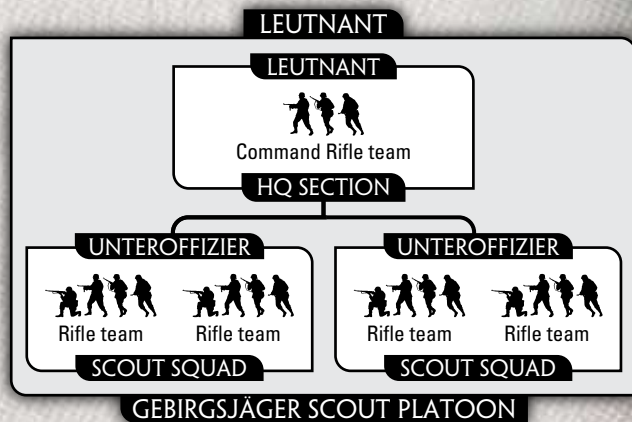 LEUTNANT
LEUTNANT
Command Rifle team
HQ SECTION
UNTEROFFIZIER
UNTEROFFIZIER
Rifle team
Rifle team
Rifle team
Rifle team
SCOUT SQUAD
SCOUT SQUAD
GEBIRGSJÄGER SCOUT PLATOON